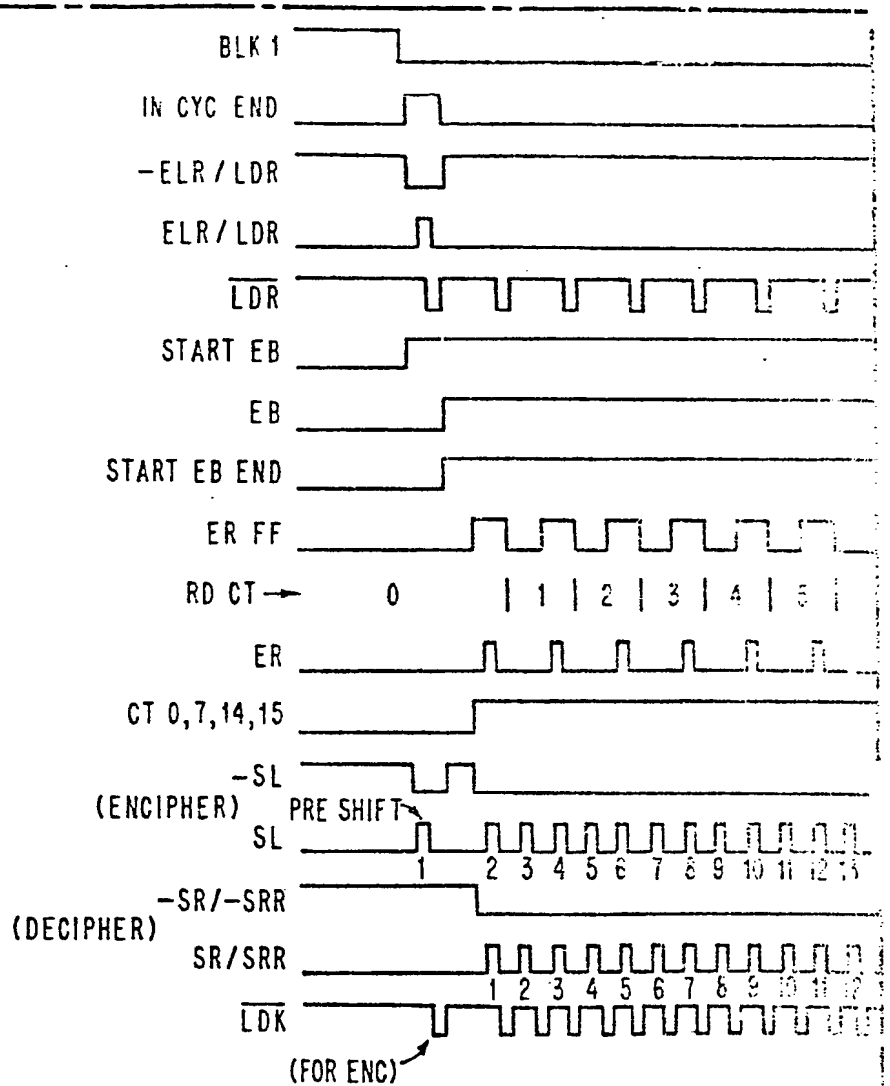 BLK 1
IN CYC END
-ELR / LDR
ELR / LDR
LDR
START EB
EB
START EB END
ER FF
RD CT → 0 | 1 | 2 | 3 | 4 | 5 |
ER
CT 0,7,14,15
-SL
(ENCIPHER) PRE SHIFT
SL
1 2 3 4 5 6 7 8 9 10 11 12 13
-SR/-SRR
(DECIPHER)
SR/SRR
1 2 3 4 5 6 7 8 9 10 11 12
LDK
(FOR ENC)